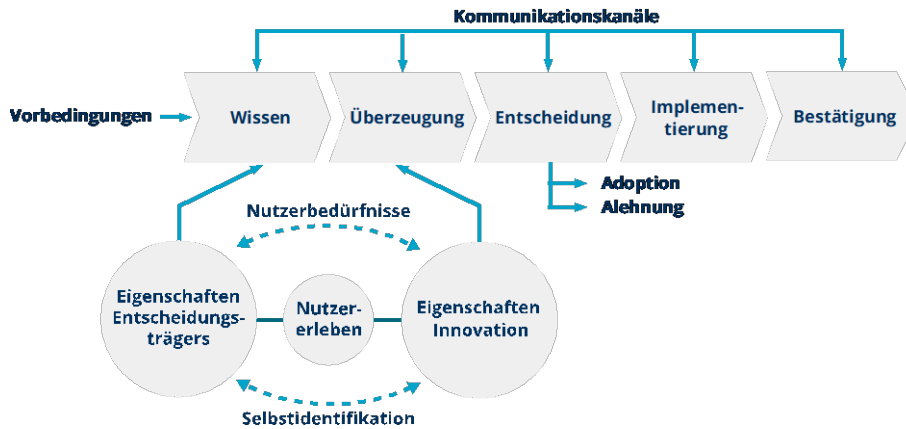 Kommunikationskanäle
Vorbedingungen
Wissen
Überzeugung
Entscheidung
Implemen-
tierung
Bestätigung
Adoption
Alehnung
Nutzerbedürfnisse
Eigenschaften
Entscheidungs-
trägers
Nutzer-
erleben
Eigenschaften
Innovation
Selbstidentifikation